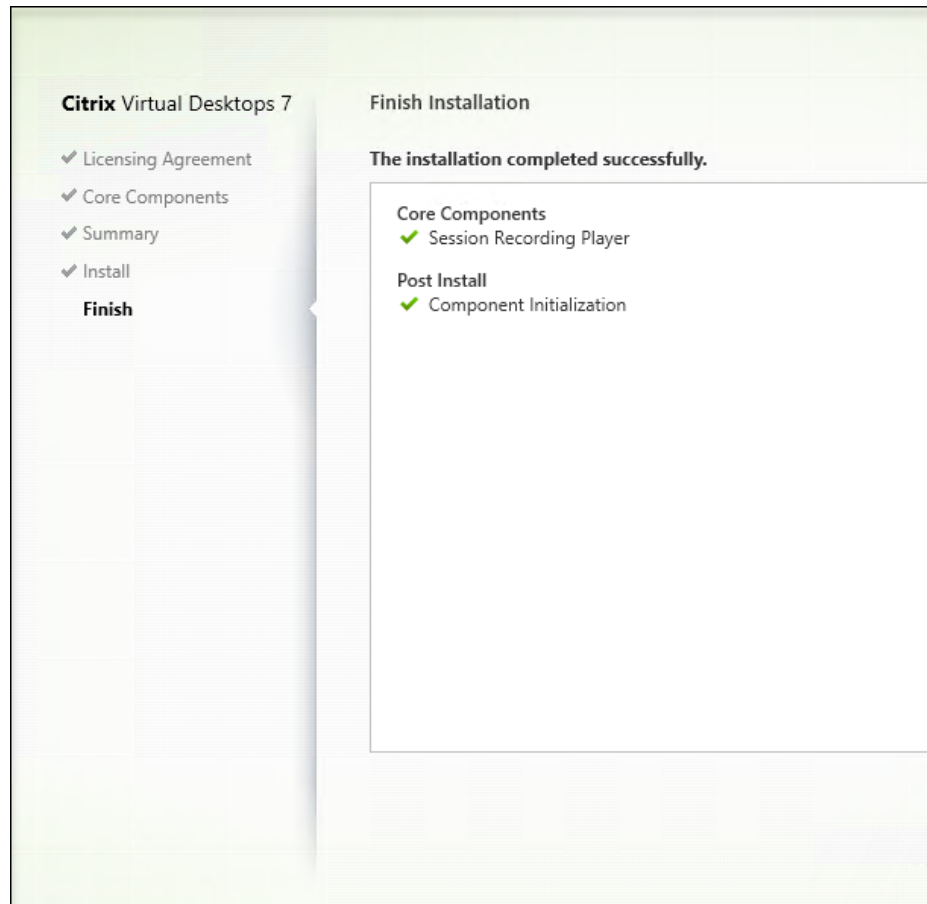 Citrix Virtual Desktops 7
Licensing Agreement
Core Components
Summary
Install
Finish
Finish Installation
The installation completed successfully.
Core Components
Session Recording Player
Post Install
Component Initialization